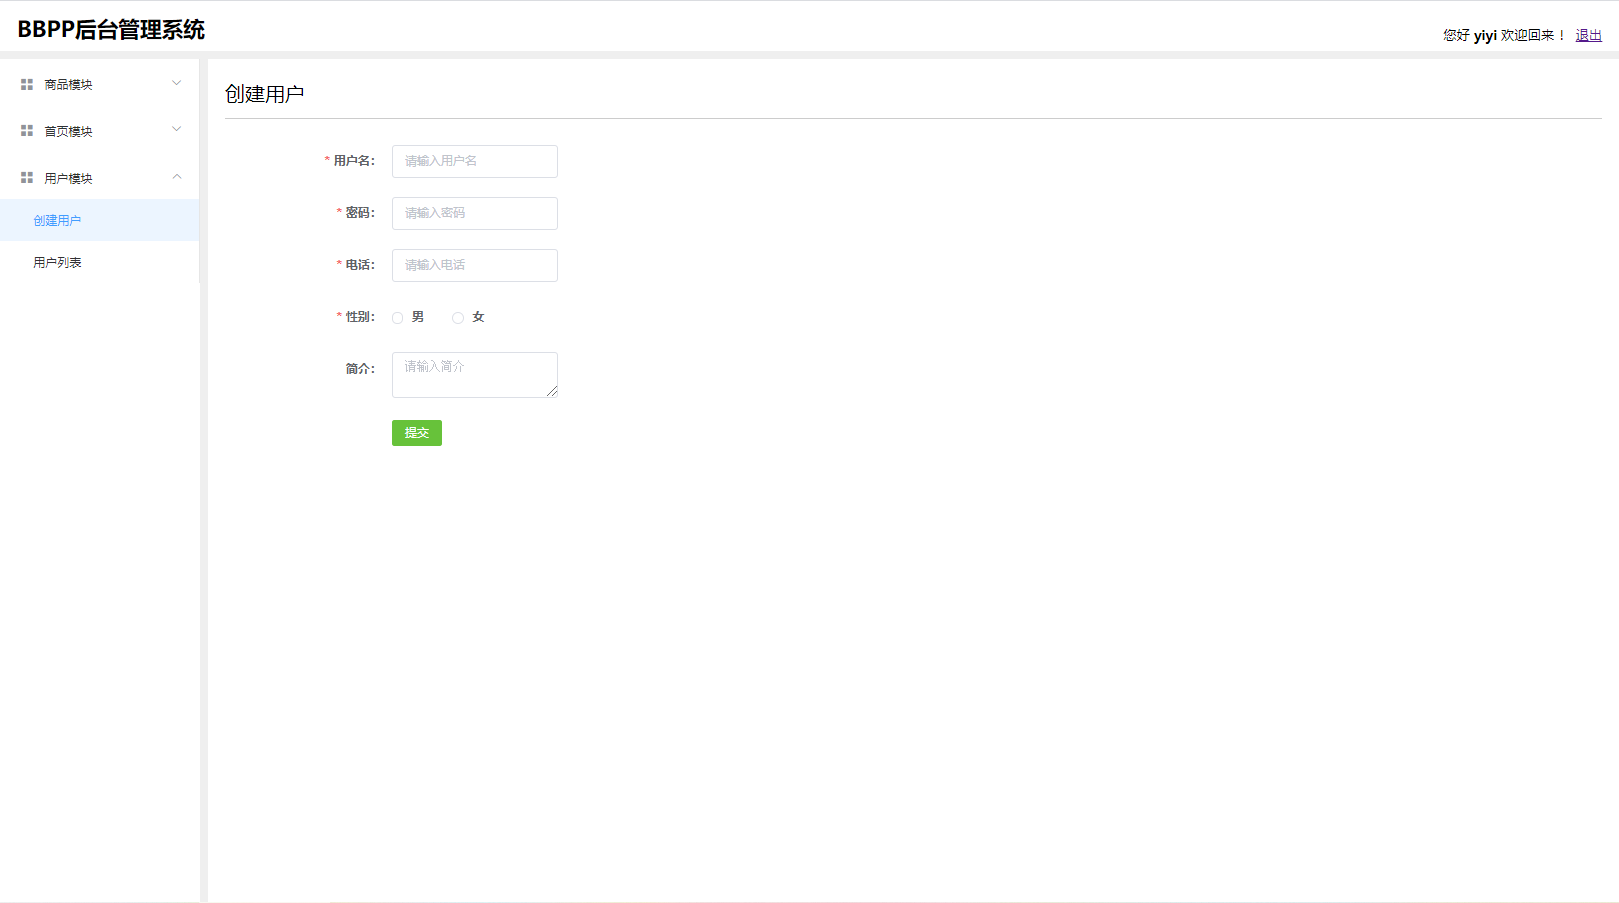 BBPP后台管理系统
您好 yiyi 欢迎回来！ 退出
商品模块
首页模块
用户模块
创建用户
用户列表
创建用户
* 用户名： 请输入用户名
* 密码： 请输入密码
* 电话： 请输入电话
* 性别： 男 女
简介： 请输入简介
提交